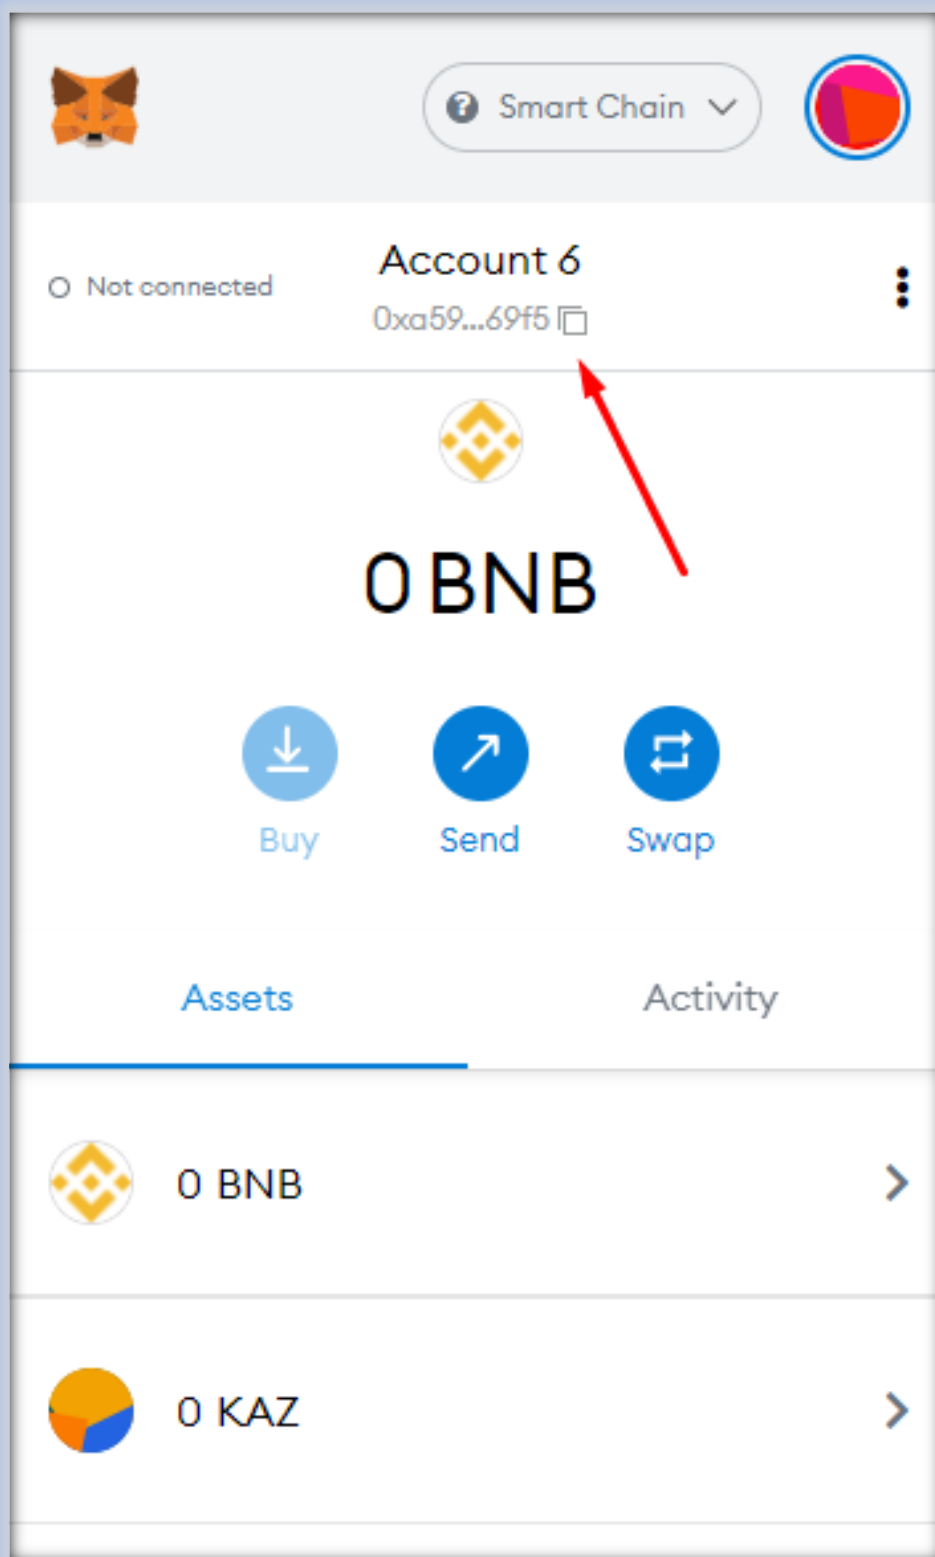 ? Smart Chain
Account 6
Not connected
0xa59...69f5
0 BNB
Buy Send Swap
Assets Activity
0 BNB
0 KAZ